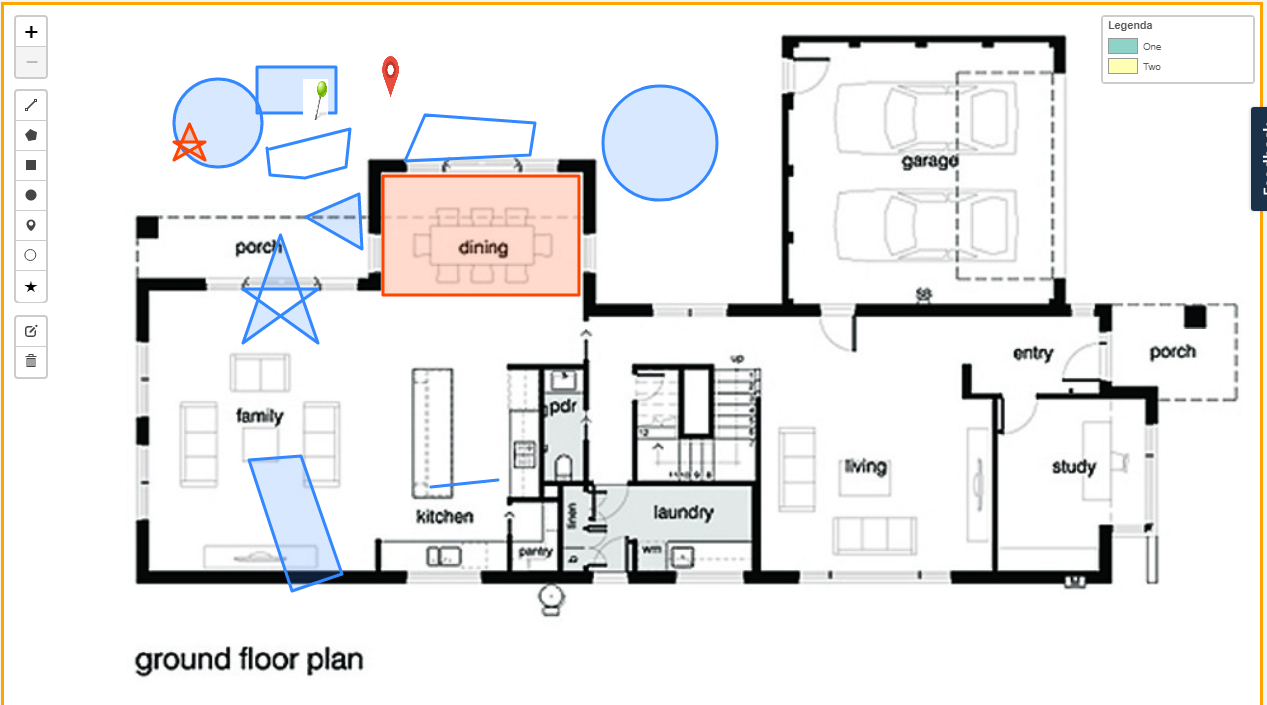 +
−
Legenda
One
Two
Feedback
garage
porch
dining
S8
entry
porch
up
family
pdr
12
living
study
kitchen
linen
laundry
pantry
wm
ground floor plan